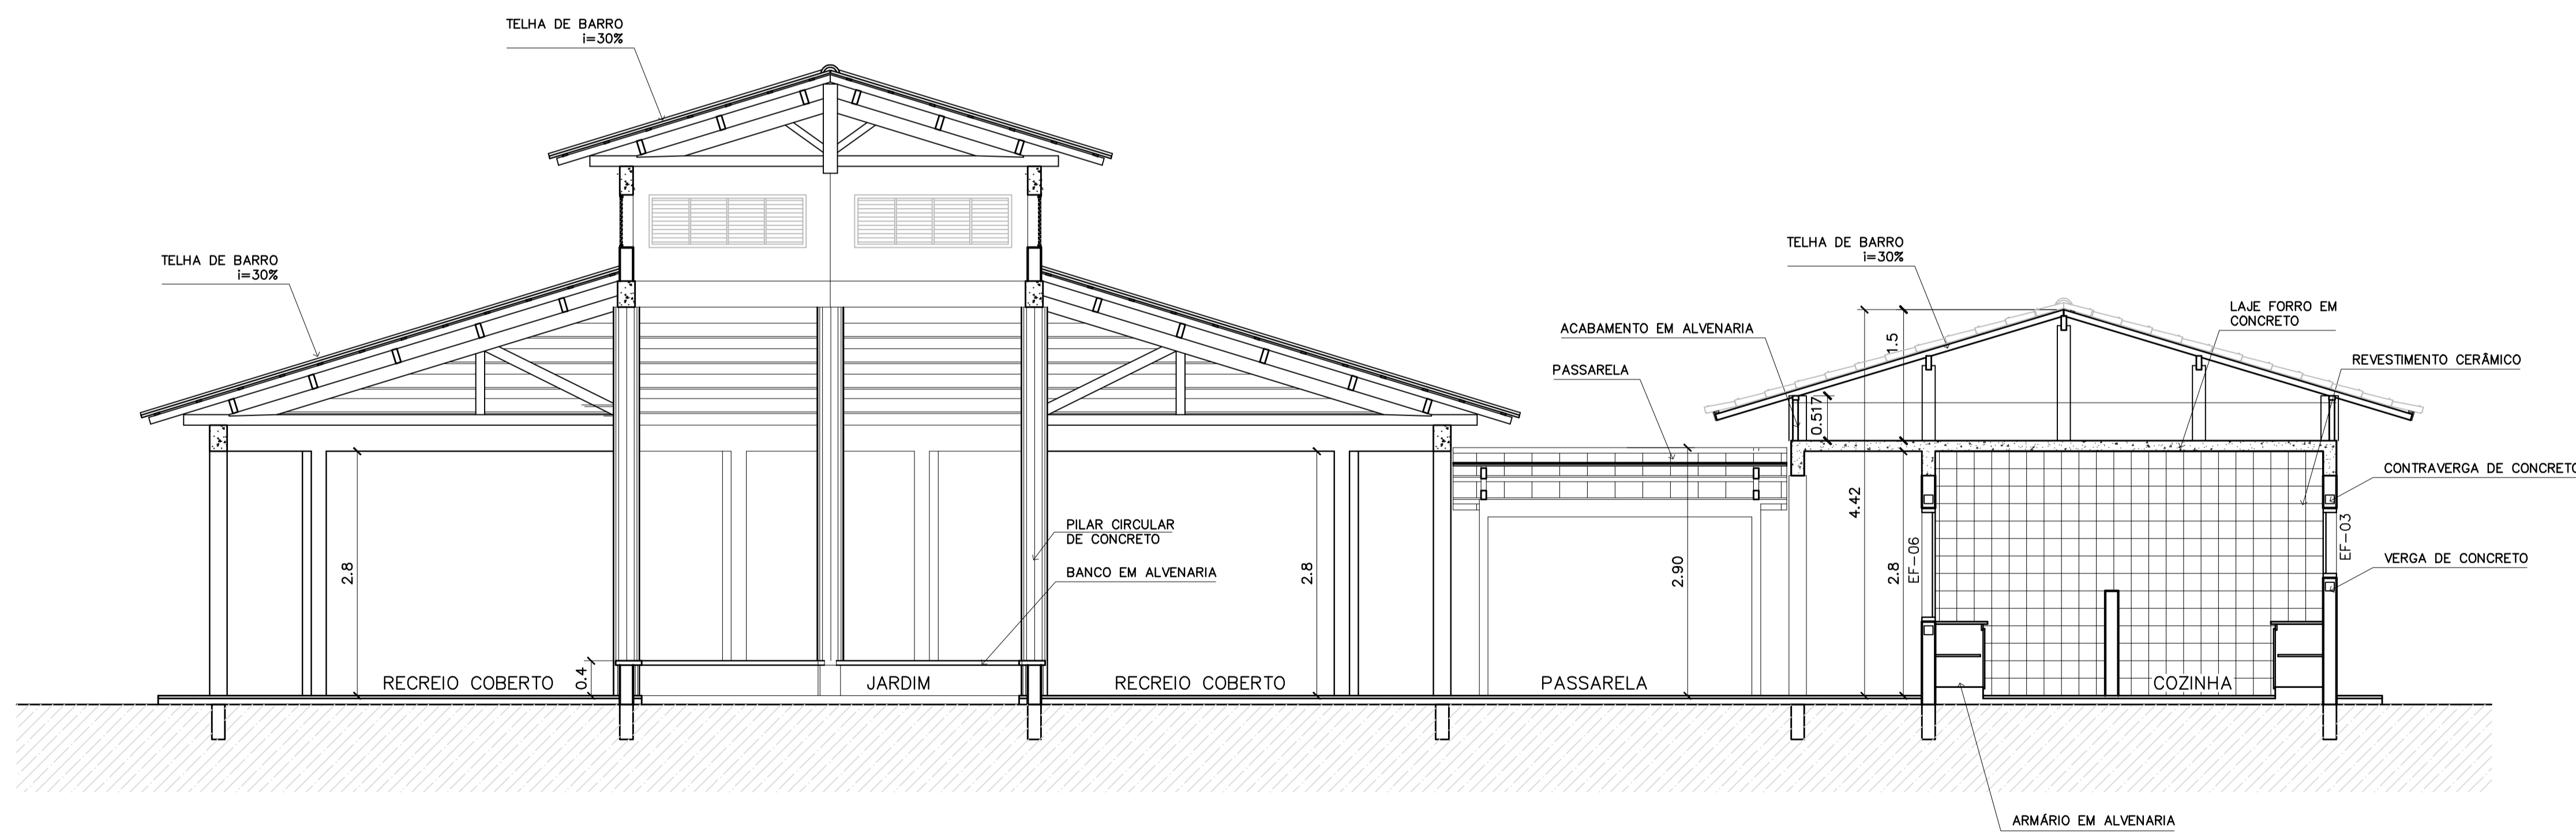 TELHA DE BARRO
i=30%
TELHA DE BARRO
i=30%
TELHA DE BARRO
i=30%
LAJE FORRO EM
CONCRETO
ACABAMENTO EM ALVENARIA
REVESTIMENTO CERÂMICO
PASSARELA
1.5
0.517
CONTRAVERGA DE CONCRETO
4.42
PILAR CIRCULAR
DE CONCRETO
EF-03
EF-06
VERGA DE CONCRETO
BANCO EM ALVENARIA
2.8
2.8
2.90
2.8
0.4
RECREIO COBERTO
JARDIM
RECREIO COBERTO
PASSARELA
COZINHA
ARMÁRIO EM ALVENARIA